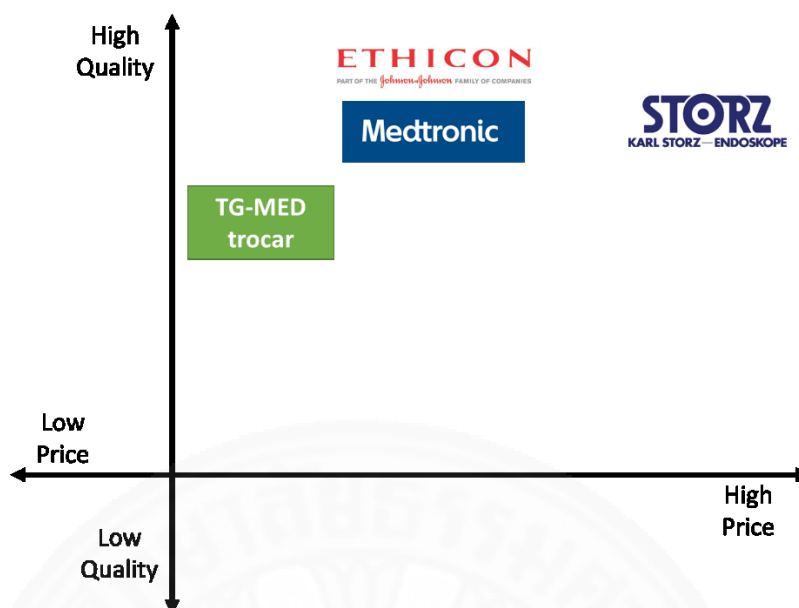 High
Quality
ETHICON
PART OF THE Johnson&Johnson FAMILY OF COMPANIES
Medtronic
STORZ
KARL STORZ—ENDOSKOPE
TG-MED
trocar
Low
Price
High
Price
Low
Quality